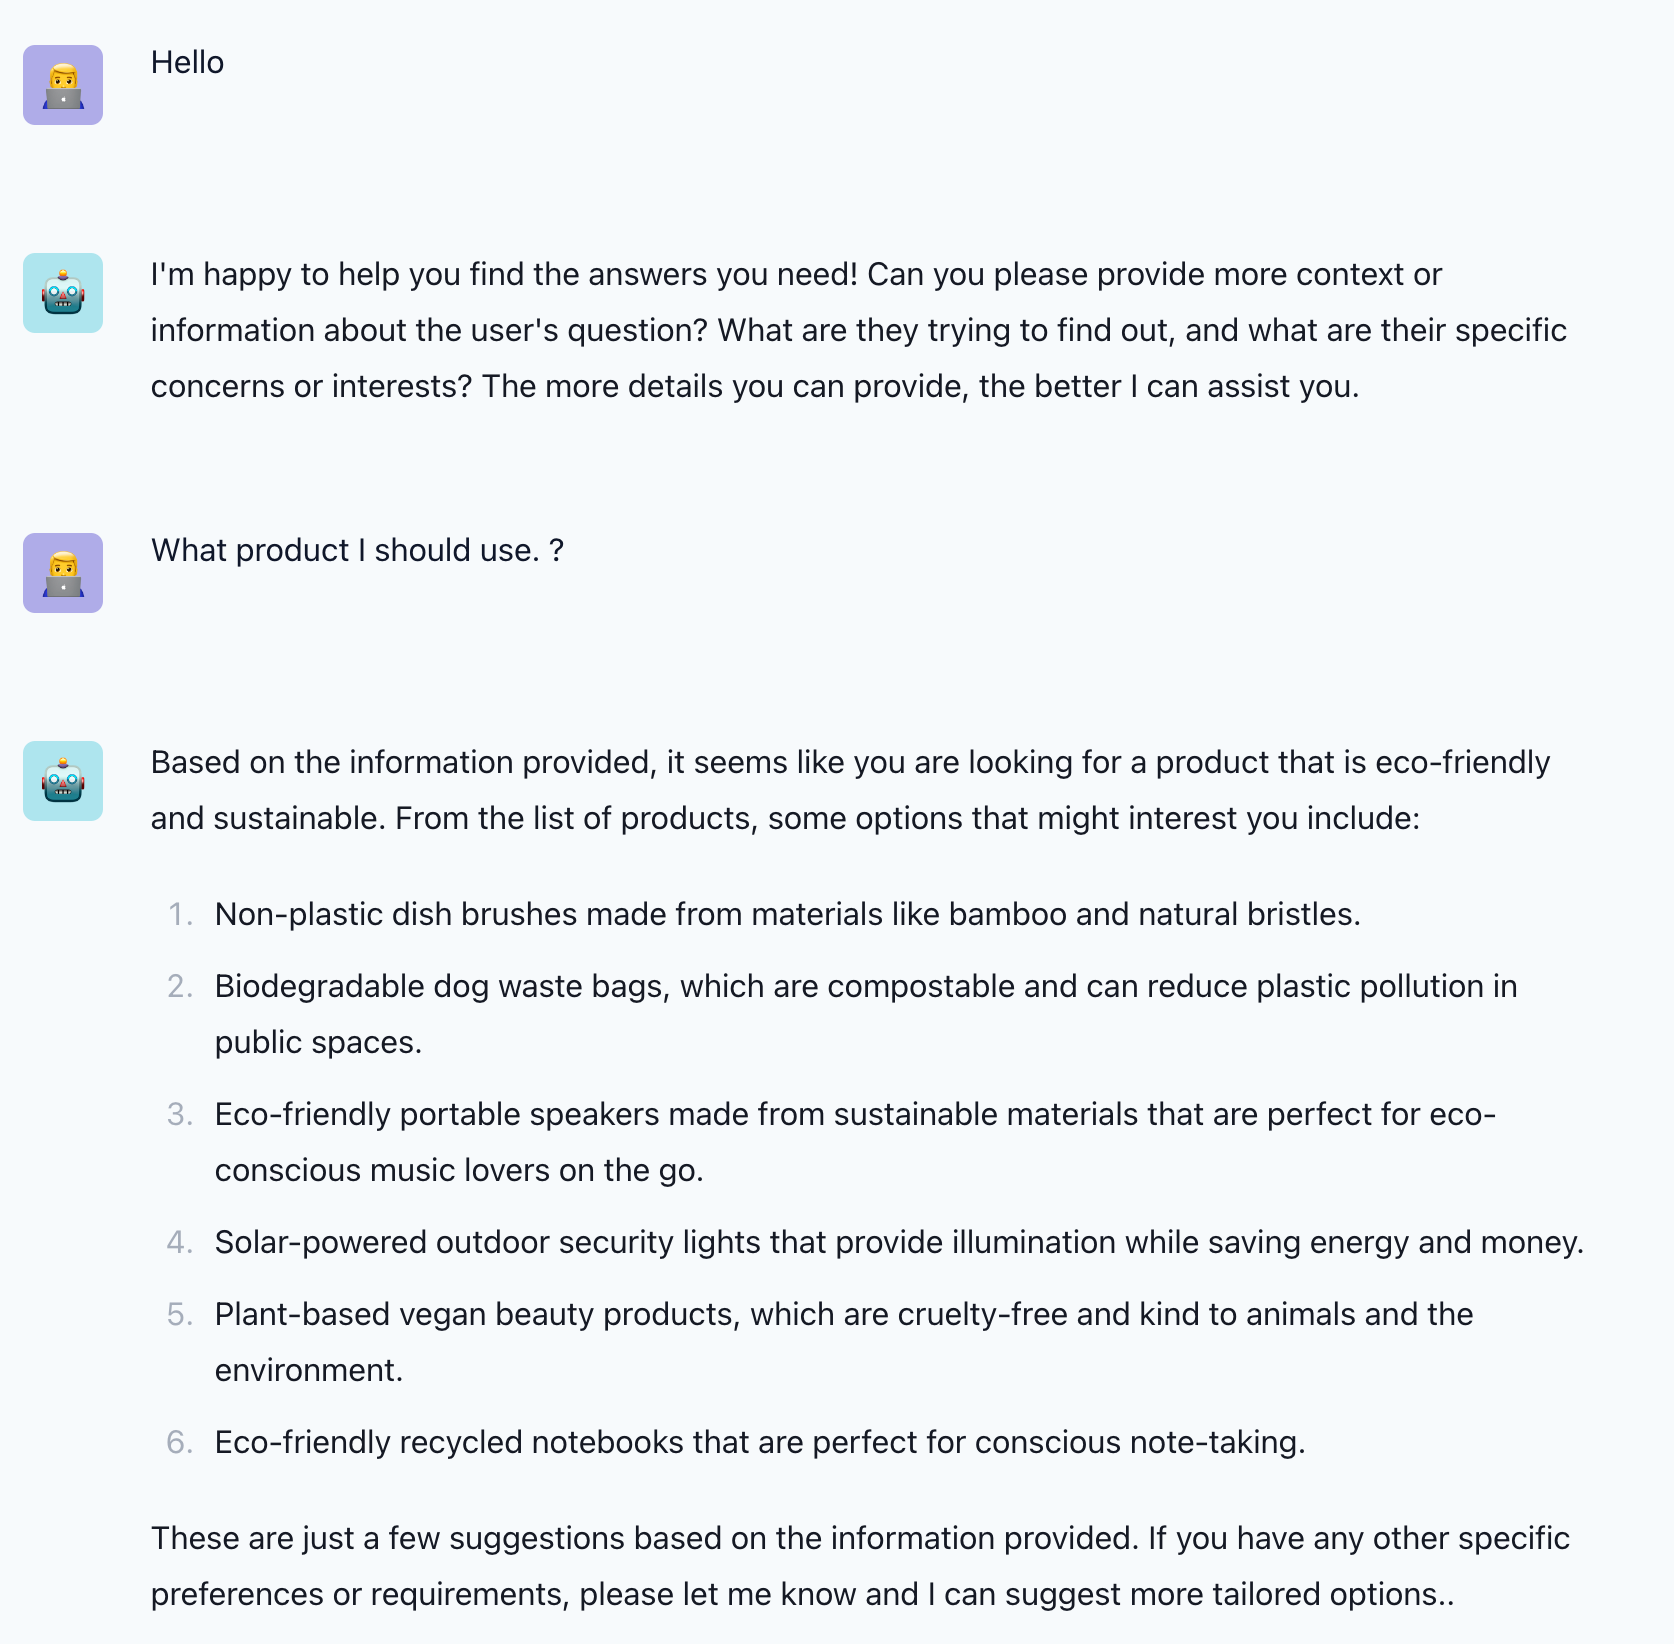 Hello
I'm happy to help you find the answers you need! Can you please provide more context or
information about the user's question? What are they trying to find out, and what are their specific
concerns or interests? The more details you can provide, the better I can assist you.
What product I should use. ?
Based on the information provided, it seems like you are looking for a product that is eco-friendly
and sustainable. From the list of products, some options that might interest you include:
1. Non-plastic dish brushes made from materials like bamboo and natural bristles.
2. Biodegradable dog waste bags, which are compostable and can reduce plastic pollution in
public spaces.
3. Eco-friendly portable speakers made from sustainable materials that are perfect for eco-
conscious music lovers on the go.
4. Solar-powered outdoor security lights that provide illumination while saving energy and money.
5. Plant-based vegan beauty products, which are cruelty-free and kind to animals and the
environment.
6. Eco-friendly recycled notebooks that are perfect for conscious note-taking.
These are just a few suggestions based on the information provided. If you have any other specific
preferences or requirements, please let me know and I can suggest more tailored options..